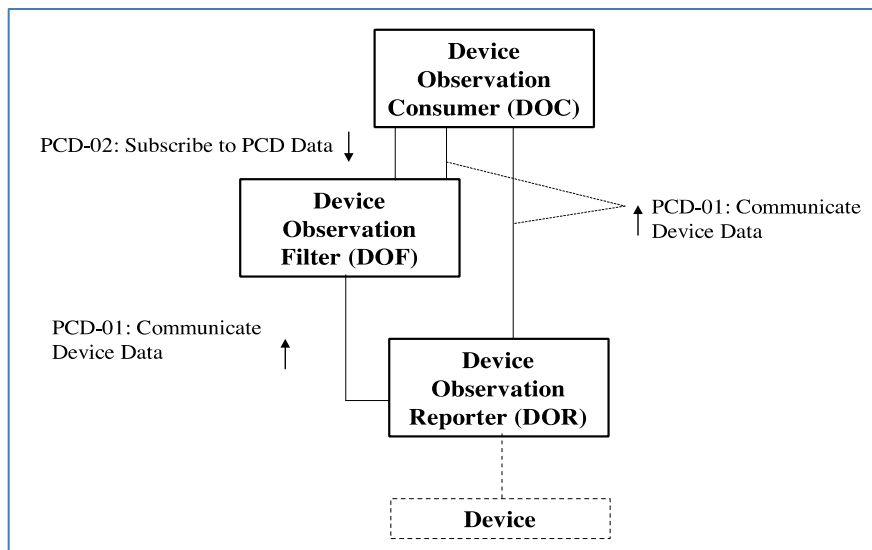 Device
Observation
Consumer (DOC)
PCD-02: Subscribe to PCD Data
Device
Observation
Filter (DOF)
PCD-01: Communicate
Device Data
PCD-01: Communicate
Device Data
Device
Observation
Reporter (DOR)
Device